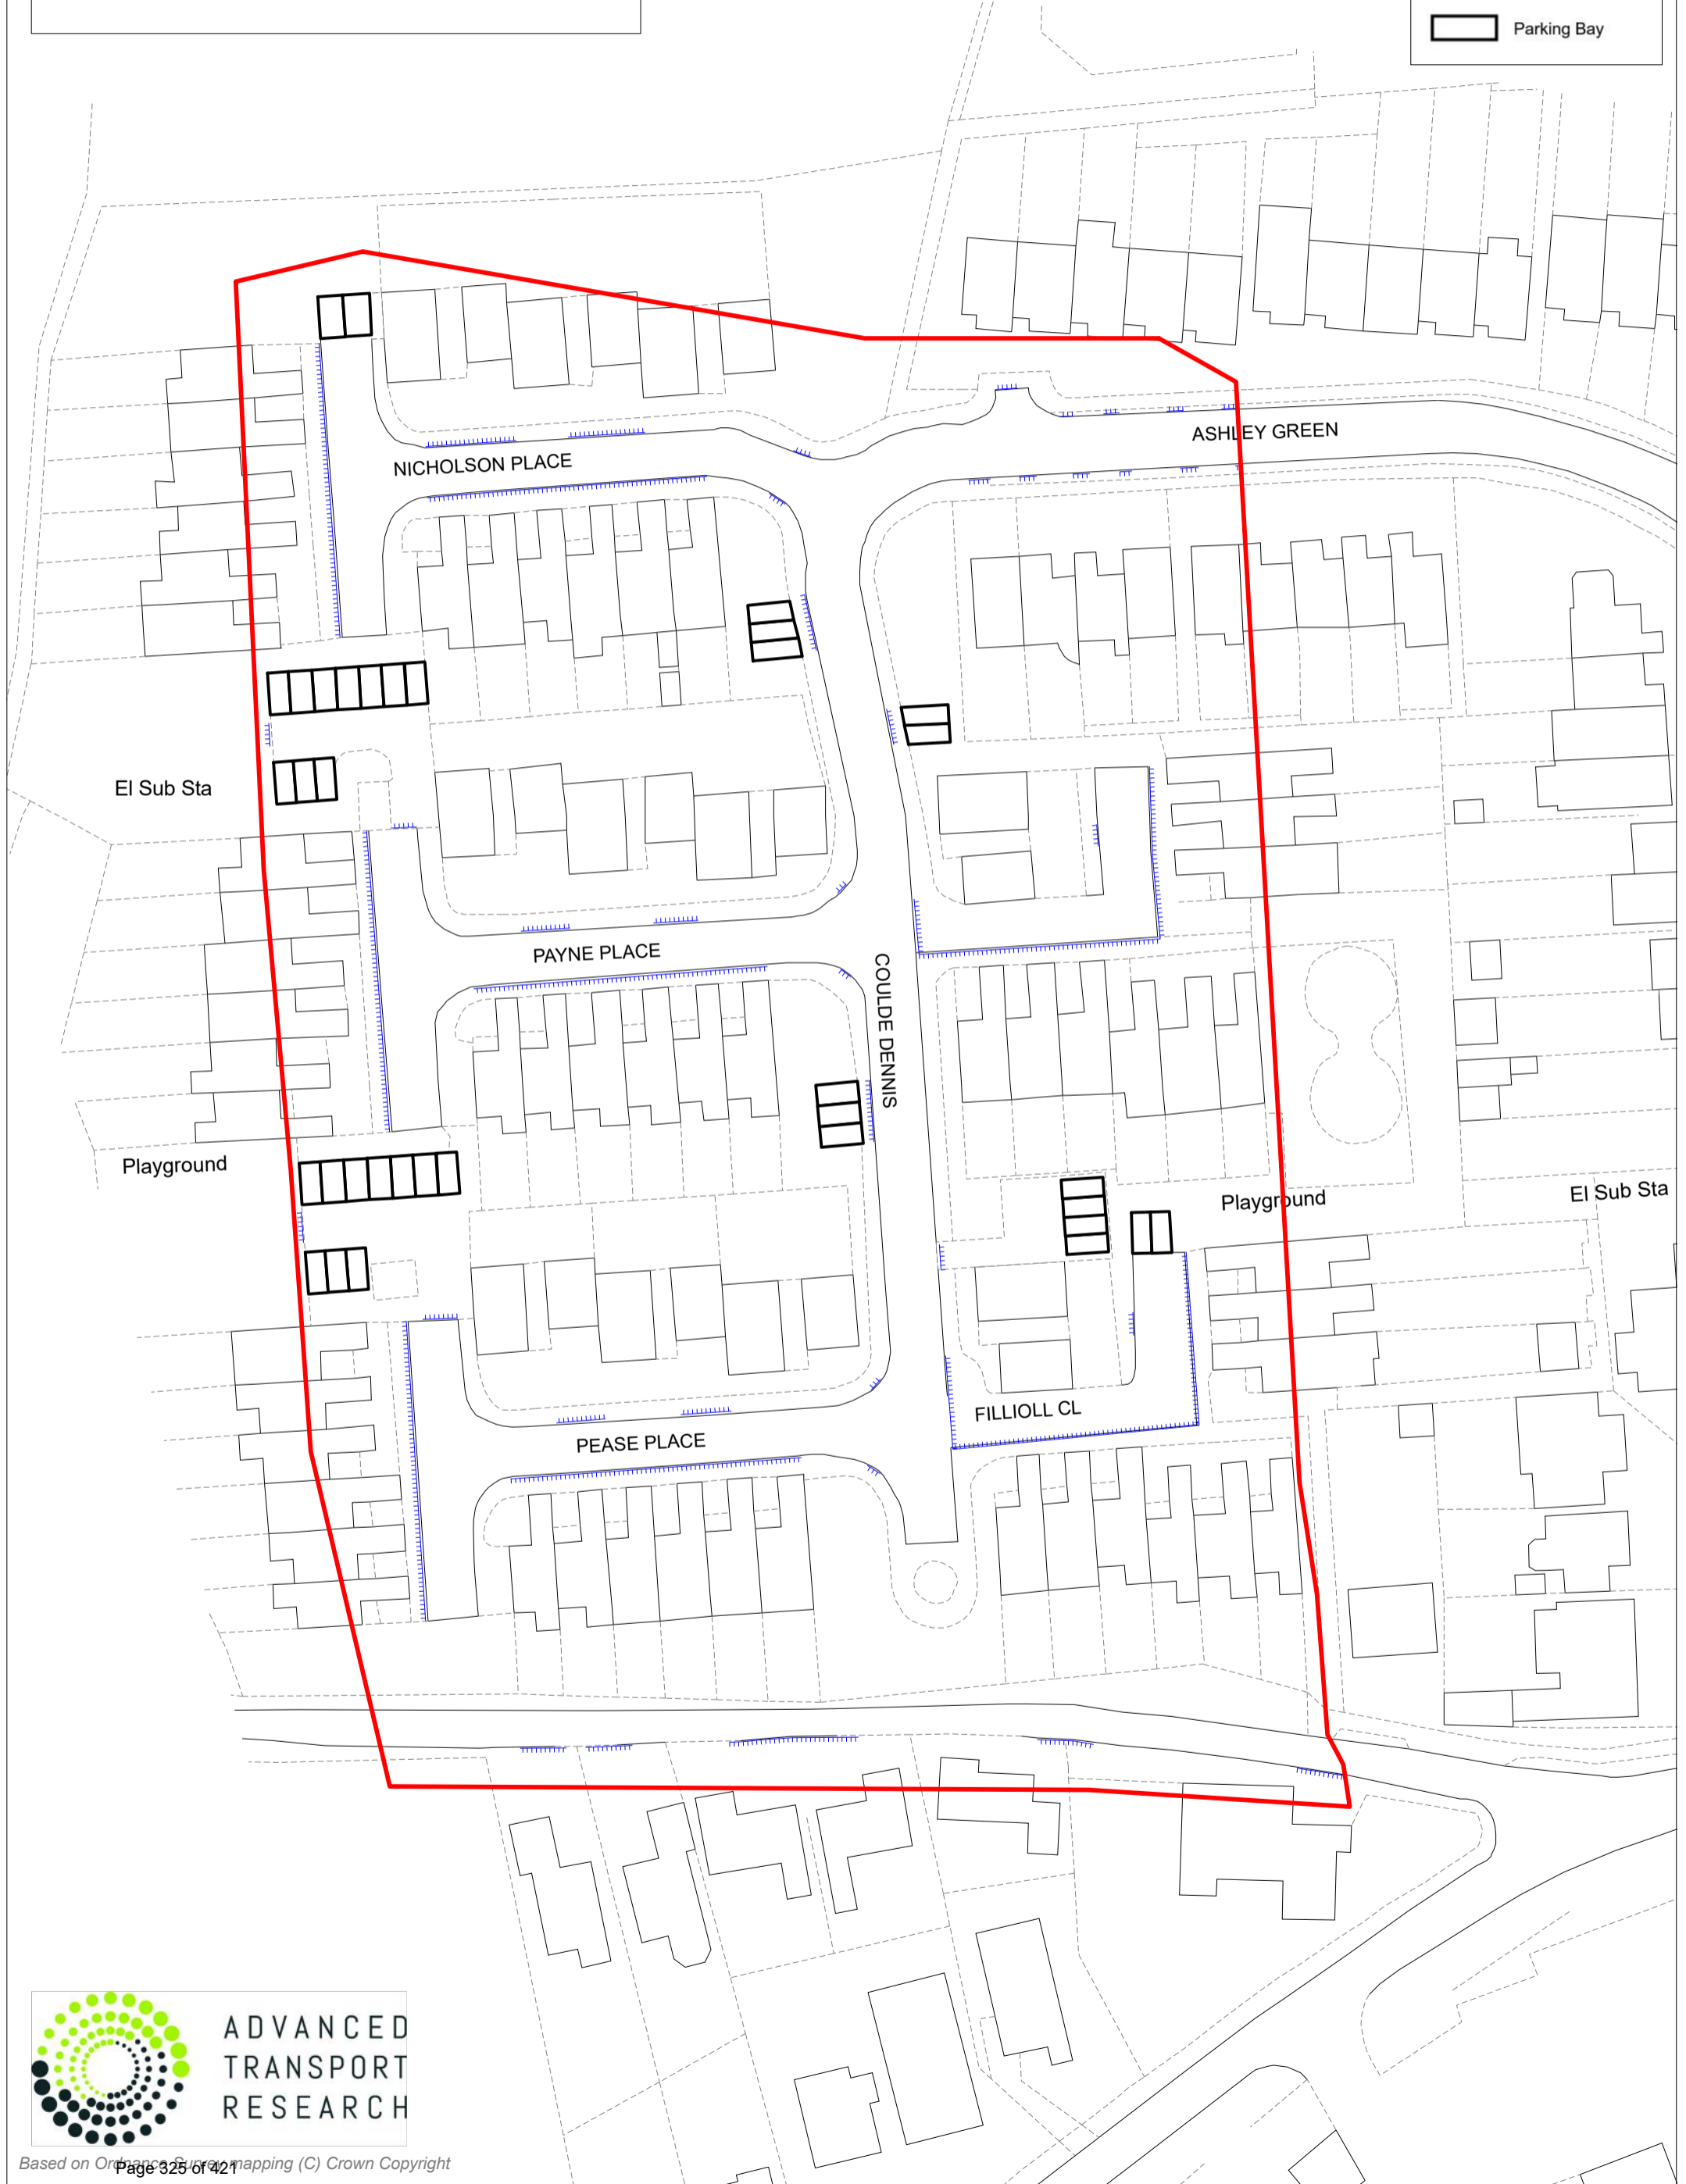 Parking Bay
ASHLEY GREEN
NICHOLSON PLACE
El Sub Sta
PAYNE PLACE
COULDE DENNIS
Playground
Playground
El Sub Sta
FILLIOLL CL
PEASE PLACE
ADVANCED
TRANSPORT
RESEARCH
Based on Ordnance Survey mapping (C) Crown Copyright
Page 325 of 421